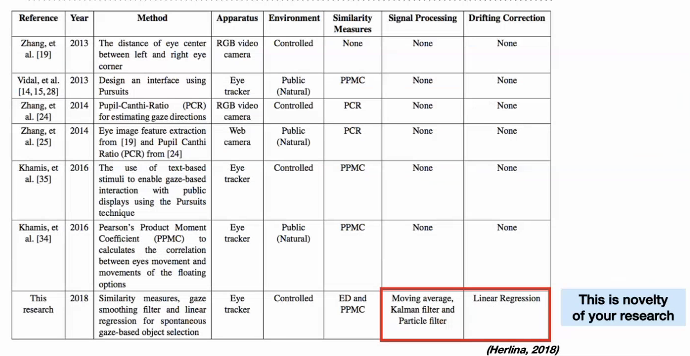 Reference Year Method Apparatus Environment Similarity Measures Signal Processing Drifting Correction
Zhang, et al. [19] 2013 The distance of eye center between left and right eye corner RGB video camera Controlled None None None
Vidal, et al. [14, 15, 28] 2013 Design an interface using Pursuits Eye tracker Public (Natural) PPMC None None
Zhang, et al. [24] 2014 Pupil-Canthi-Ratio (PCR) for estimating gaze directions RGB video camera Controlled PCR None None
Zhang, et al. [25] 2014 Eye image feature extraction from [19] and Pupil Canthi Ratio (PCR) from [24] Web camera Public (Natural) PCR None None
Khamis, et al. [35] 2016 The use of text-based stimuli to enable gaze-based interaction with public displays using the Pursuits technique Eye tracker Controlled PPMC None None
Khamis, et al. [34] 2016 Pearson's Product Moment Coefficient (PPMC) to calculates the correlation between eyes movement and movements of the floating options Eye tracker Public (Natural) PPMC None None
This research 2018 Similarity measures, gaze smoothing filter and linear regression for spontaneous gaze-based object selection Eye tracker Controlled ED and PPMC Moving average, Kalman filter and Particle filter Linear Regression
This is novelty
of your research
(Herlina, 2018)